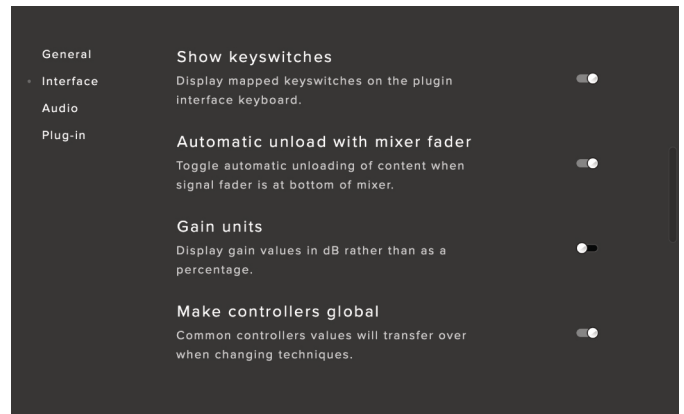 General
Interface
Audio
Plug-in
Show keyswitches
Display mapped keyswitches on the plugin
interface keyboard.
Automatic unload with mixer fader
Toggle automatic unloading of content when
signal fader is at bottom of mixer.
Gain units
Display gain values in dB rather than as a
percentage.
Make controllers global
Common controllers values will transfer over
when changing techniques.